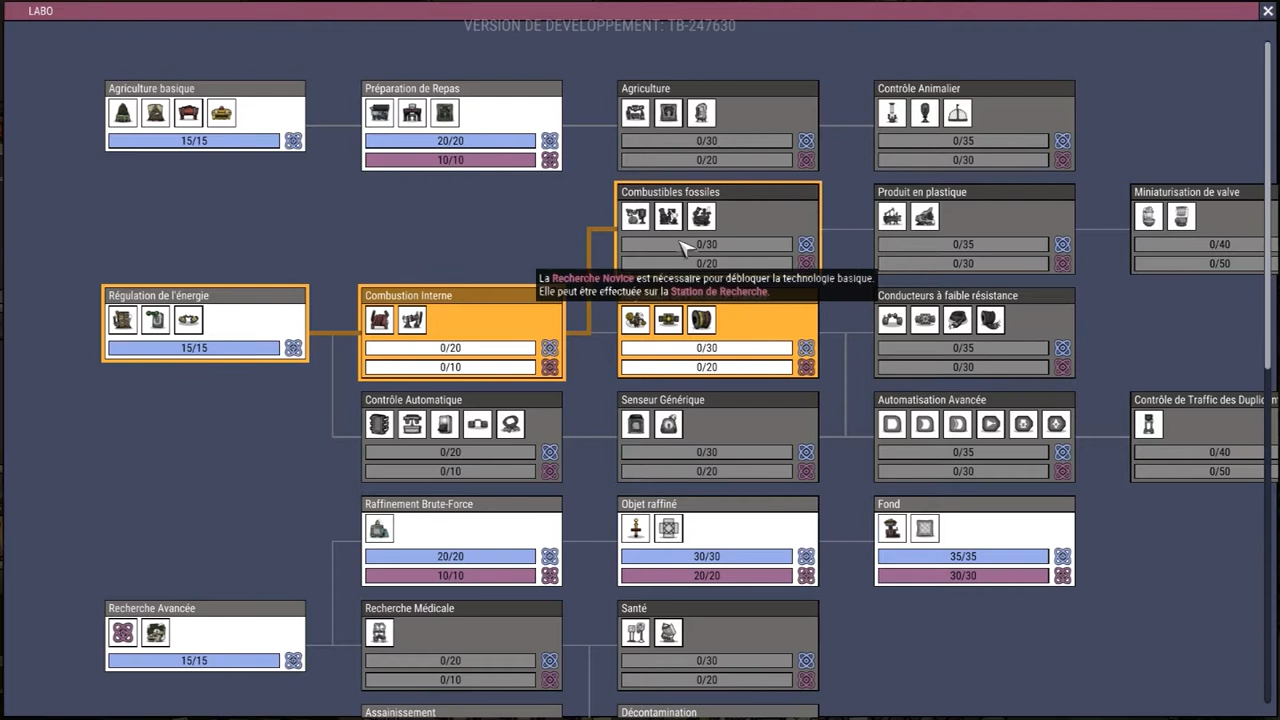 LABO
VERSION DE DEVELOPPEMENT: TB-247630
Agriculture basique
15/15
Préparation de Repas
20/20
10/10
Agriculture
0/30
0/20
Contrôle Animalier
0/35
0/30
Combustibles fossiles
0/30
0/20
Produit en plastique
0/35
0/30
Miniaturisation de valve
0/40
0/50
La Recherche Novice est nécessaire pour débloquer la technologie basique.
Elle peut être effectuée sur la Station de Recherche.
Régulation de l'énergie
15/15
Combustion Interne
0/20
0/10
0/30
0/20
Conducteurs à faible résistance
0/35
0/30
Contrôle Automatique
0/20
0/10
Senseur Générique
0/30
0/20
Automatisation Avancée
0/35
0/30
Contrôle de Traffic des Duplic
0/40
0/50
Raffinement Brute-Force
20/20
10/10
Objet raffiné
30/30
20/20
Fond
35/35
30/30
Recherche Avancée
15/15
Recherche Médicale
0/20
0/10
Santé
0/30
0/20
Assainissement
Décontamination